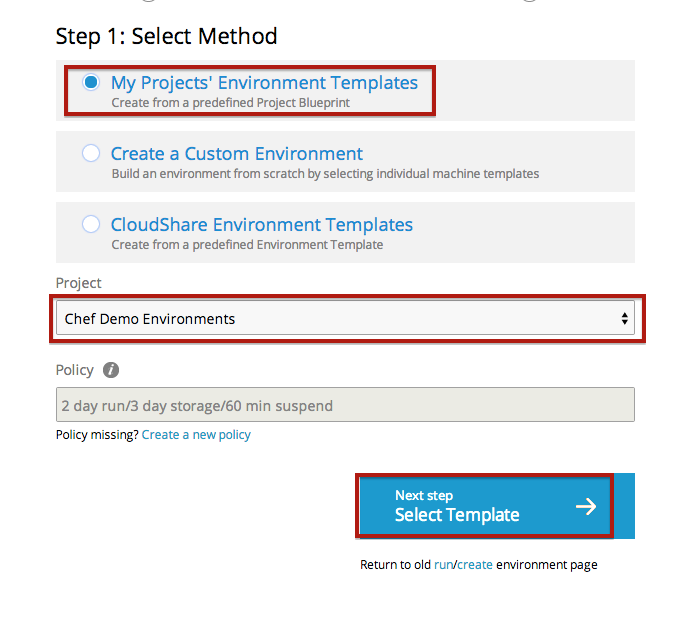 Step 1: Select Method
My Projects' Environment Templates
Create from a predefined Project Blueprint
Create a Custom Environment
Build an environment from scratch by selecting individual machine templates
CloudShare Environment Templates
Create from a predefined Environment Template
Project
Chef Demo Environments
Policy i
2 day run/3 day storage/60 min suspend
Policy missing? Create a new policy
Next step
Select Template
Return to old run/create environment page